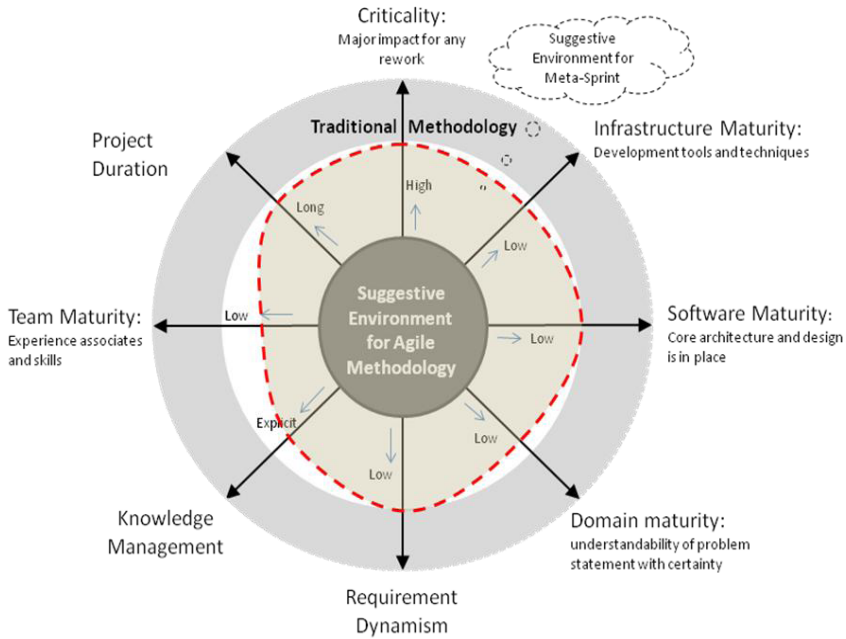 Criticality:
Major impact for any
rework
Suggestive
Environment for
Meta-Sprint
Traditional Methodology
Infrastructure Maturity:
Development tools and techniques
Project
Duration
High
Long
Low
Team Maturity:
Experience associates
and skills
Low
Suggestive
Environment
for Agile
Methodology
Low
Software Maturity:
Core architecture and design
is in place
Explicit
Low
Low
Knowledge
Management
Domain maturity:
understandability of problem
statement with certainty
Requirement
Dynamism